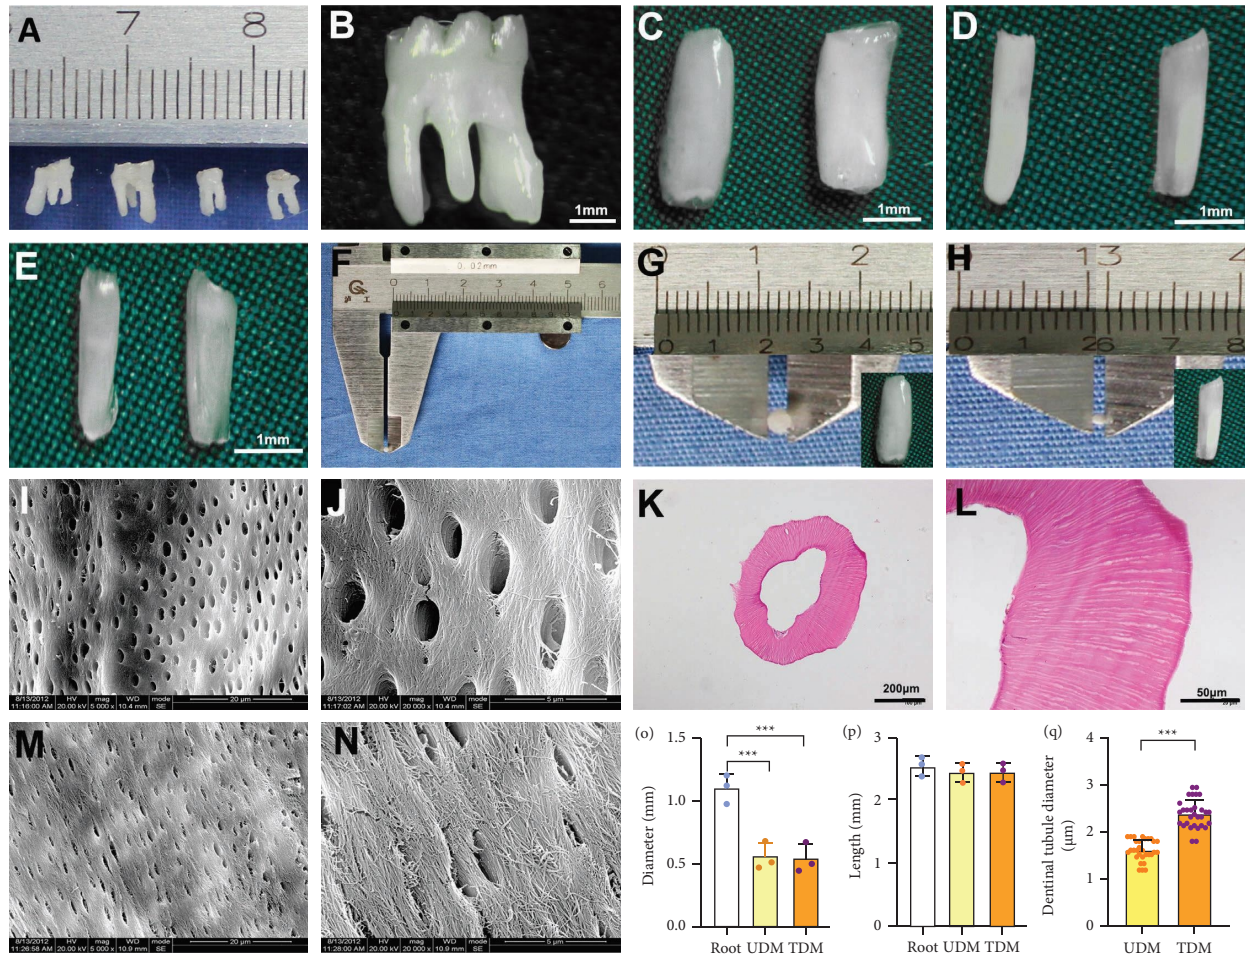 A
7
8
B
1mm
C
1mm
D
1mm
E
1mm
F
0.02mm
0 1 2 3 4 5 6
G
0 1 2
0 1 2 3 4 5
H
0 1 3 4
0 1 2 6 7 8
I
8/13/2012 HV mag WD mode
11:16:00 AM 20.00 kV 5 000 x 10.4 mm SE
20 µm
J
8/13/2012 HV mag WD mode
11:17:02 AM 20.00 kV 20 000 x 10.4 mm SE
5 µm
K
200µm
L
50µm
M
8/13/2012 HV mag WD mode
11:26:58 AM 20.00 kV 5 000 x 10.9 mm SE
20 µm
N
8/13/2012 HV mag WD mode
11:28:00 AM 20.00 kV 20 000 x 10.9 mm SE
5 µm
(o)
Diameter (mm)
1.5
1.0
0.5
0.0
***
***
Root UDM TDM
(p)
Length (mm)
3
2
1
0
Root UDM TDM
(q)
Dentinal tubule diameter
(µm)
4
3
2
1
0
***
UDM TDM